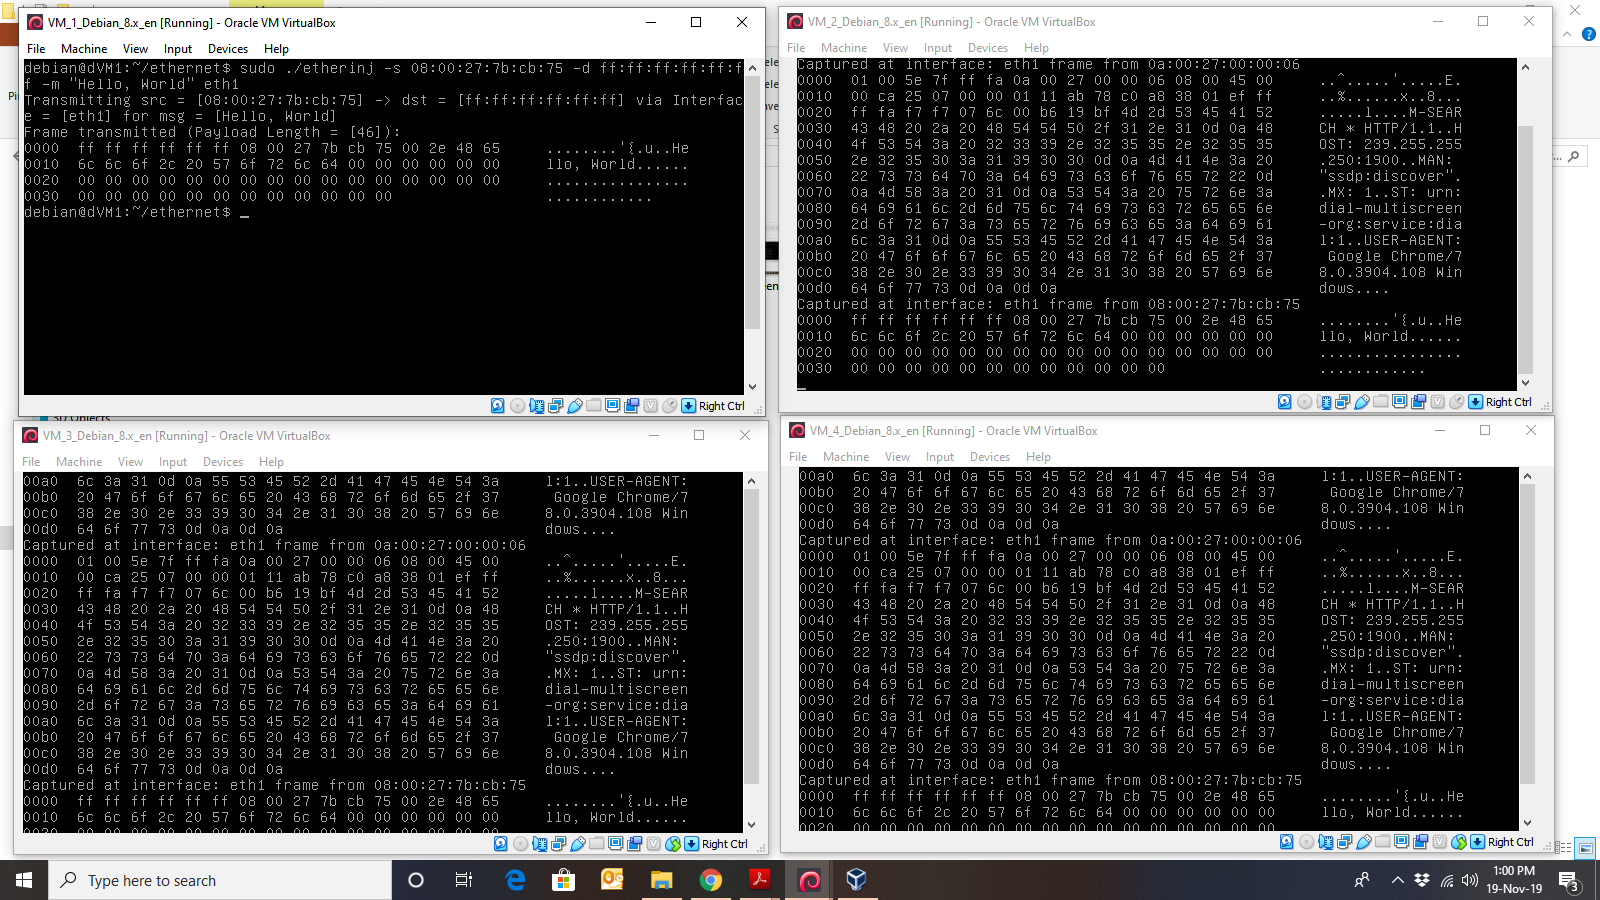 VM_1_Debian_8.x_en [Running] - Oracle VM VirtualBox
File Machine View Input Devices Help
debian@dVM1:~/ethernet$ sudo ./etherinj -s 08:00:27:7b:cb:75 -d ff:ff:ff:ff:ff:f
f -m "Hello, World" eth1
Transmitting src = [08:00:27:7b:cb:75] -> dst = [ff:ff:ff:ff:ff:ff] via Interfac
e = [eth1] for msg = [Hello, World]
Frame transmitted (Payload Length = [46]):
0000 ff ff ff ff ff ff 08 00 27 7b cb 75 00 2e 48 65 ........'{.u..He
0010 6c 6c 6f 2c 20 57 6f 72 6c 64 00 00 00 00 00 00 llo, World......
0020 00 00 00 00 00 00 00 00 00 00 00 00 00 00 00 00 ................
0030 00 00 00 00 00 00 00 00 00 00 00 00 ............
debian@dVM1:~/ethernet$ _
Right Ctrl
VM_2_Debian_8.x_en [Running] - Oracle VM VirtualBox
File Machine View Input Devices Help
Captured at interface: eth1 frame from 0a:00:27:00:00:06
0000 01 00 5e 7f ff fa 0a 00 27 00 00 06 08 00 45 00 ..^.....'.....E.
0010 00 ca 25 07 00 00 01 11 ab 78 c0 a8 38 01 ef ff ..%......x..8...
0020 ff fa f7 f7 07 6c 00 b6 19 bf 4d 2d 53 45 41 52 .....l....M-SEAR
0030 43 48 20 2a 20 48 54 54 50 2f 31 2e 31 0d 0a 48 CH * HTTP/1.1..H
0040 4f 53 54 3a 20 32 33 39 2e 32 35 35 2e 32 35 35 OST: 239.255.255
0050 2e 32 35 30 3a 31 39 30 30 0d 0a 4d 41 4e 3a 20 .250:1900..MAN:
0060 22 73 73 64 70 3a 64 69 73 63 6f 76 65 72 22 0d "ssdp:discover".
0070 0a 4d 58 3a 20 31 0d 0a 53 54 3a 20 75 72 6e 3a .MX: 1..ST: urn:
0080 64 69 61 6c 2d 6d 75 6c 74 69 73 63 72 65 65 6e dial-multiscreen
0090 2d 6f 72 67 3a 73 65 72 76 69 63 65 3a 64 69 61 -org:service:dia
00a0 6c 3a 31 0d 0a 55 53 45 52 2d 41 47 45 4e 54 3a l:1..USER-AGENT:
00b0 20 47 6f 6f 67 6c 65 20 43 68 72 6f 6d 65 2f 37 Google Chrome/7
00c0 38 2e 30 2e 33 39 30 34 2e 31 30 38 20 57 69 6e 8.0.3904.108 Win
00d0 64 6f 77 73 0d 0a 0d 0a dows....
Captured at interface: eth1 frame from 08:00:27:7b:cb:75
0000 ff ff ff ff ff ff 08 00 27 7b cb 75 00 2e 48 65 ........'{.u..He
0010 6c 6c 6f 2c 20 57 6f 72 6c 64 00 00 00 00 00 00 llo, World......
0020 00 00 00 00 00 00 00 00 00 00 00 00 00 00 00 00 ................
0030 00 00 00 00 00 00 00 00 00 00 00 00 ............
_
Right Ctrl
VM_3_Debian_8.x_en [Running] - Oracle VM VirtualBox
File Machine View Input Devices Help
00a0 6c 3a 31 0d 0a 55 53 45 52 2d 41 47 45 4e 54 3a l:1..USER-AGENT:
00b0 20 47 6f 6f 67 6c 65 20 43 68 72 6f 6d 65 2f 37 Google Chrome/7
00c0 38 2e 30 2e 33 39 30 34 2e 31 30 38 20 57 69 6e 8.0.3904.108 Win
00d0 64 6f 77 73 0d 0a 0d 0a dows....
Captured at interface: eth1 frame from 0a:00:27:00:00:06
0000 01 00 5e 7f ff fa 0a 00 27 00 00 06 08 00 45 00 ..^.....'.....E.
0010 00 ca 25 07 00 00 01 11 ab 78 c0 a8 38 01 ef ff ..%......x..8...
0020 ff fa f7 f7 07 6c 00 b6 19 bf 4d 2d 53 45 41 52 .....l....M-SEAR
0030 43 48 20 2a 20 48 54 54 50 2f 31 2e 31 0d 0a 48 CH * HTTP/1.1..H
0040 4f 53 54 3a 20 32 33 39 2e 32 35 35 2e 32 35 35 OST: 239.255.255
0050 2e 32 35 30 3a 31 39 30 30 0d 0a 4d 41 4e 3a 20 .250:1900..MAN:
0060 22 73 73 64 70 3a 64 69 73 63 6f 76 65 72 22 0d "ssdp:discover".
0070 0a 4d 58 3a 20 31 0d 0a 53 54 3a 20 75 72 6e 3a .MX: 1..ST: urn:
0080 64 69 61 6c 2d 6d 75 6c 74 69 73 63 72 65 65 6e dial-multiscreen
0090 2d 6f 72 67 3a 73 65 72 76 69 63 65 3a 64 69 61 -org:service:dia
00a0 6c 3a 31 0d 0a 55 53 45 52 2d 41 47 45 4e 54 3a l:1..USER-AGENT:
00b0 20 47 6f 6f 67 6c 65 20 43 68 72 6f 6d 65 2f 37 Google Chrome/7
00c0 38 2e 30 2e 33 39 30 34 2e 31 30 38 20 57 69 6e 8.0.3904.108 Win
00d0 64 6f 77 73 0d 0a 0d 0a dows....
Captured at interface: eth1 frame from 08:00:27:7b:cb:75
0000 ff ff ff ff ff ff 08 00 27 7b cb 75 00 2e 48 65 ........'{.u..He
0010 6c 6c 6f 2c 20 57 6f 72 6c 64 00 00 00 00 00 00 llo, World......
Right Ctrl
VM_4_Debian_8.x_en [Running] - Oracle VM VirtualBox
File Machine View Input Devices Help
00a0 6c 3a 31 0d 0a 55 53 45 52 2d 41 47 45 4e 54 3a l:1..USER-AGENT:
00b0 20 47 6f 6f 67 6c 65 20 43 68 72 6f 6d 65 2f 37 Google Chrome/7
00c0 38 2e 30 2e 33 39 30 34 2e 31 30 38 20 57 69 6e 8.0.3904.108 Win
00d0 64 6f 77 73 0d 0a 0d 0a dows....
Captured at interface: eth1 frame from 0a:00:27:00:00:06
0000 01 00 5e 7f ff fa 0a 00 27 00 00 06 08 00 45 00 ..^.....'.....E.
0010 00 ca 25 07 00 00 01 11 ab 78 c0 a8 38 01 ef ff ..%......x..8...
0020 ff fa f7 f7 07 6c 00 b6 19 bf 4d 2d 53 45 41 52 .....l....M-SEAR
0030 43 48 20 2a 20 48 54 54 50 2f 31 2e 31 0d 0a 48 CH * HTTP/1.1..H
0040 4f 53 54 3a 20 32 33 39 2e 32 35 35 2e 32 35 35 OST: 239.255.255
0050 2e 32 35 30 3a 31 39 30 30 0d 0a 4d 41 4e 3a 20 .250:1900..MAN:
0060 22 73 73 64 70 3a 64 69 73 63 6f 76 65 72 22 0d "ssdp:discover".
0070 0a 4d 58 3a 20 31 0d 0a 53 54 3a 20 75 72 6e 3a .MX: 1..ST: urn:
0080 64 69 61 6c 2d 6d 75 6c 74 69 73 63 72 65 65 6e dial-multiscreen
0090 2d 6f 72 67 3a 73 65 72 76 69 63 65 3a 64 69 61 -org:service:dia
00a0 6c 3a 31 0d 0a 55 53 45 52 2d 41 47 45 4e 54 3a l:1..USER-AGENT:
00b0 20 47 6f 6f 67 6c 65 20 43 68 72 6f 6d 65 2f 37 Google Chrome/7
00c0 38 2e 30 2e 33 39 30 34 2e 31 30 38 20 57 69 6e 8.0.3904.108 Win
00d0 64 6f 77 73 0d 0a 0d 0a dows....
Captured at interface: eth1 frame from 08:00:27:7b:cb:75
0000 ff ff ff ff ff ff 08 00 27 7b cb 75 00 2e 48 65 ........'{.u..He
0010 6c 6c 6f 2c 20 57 6f 72 6c 64 00 00 00 00 00 00 llo, World......
Right Ctrl
Type here to search
1:00 PM
19-Nov-19
3